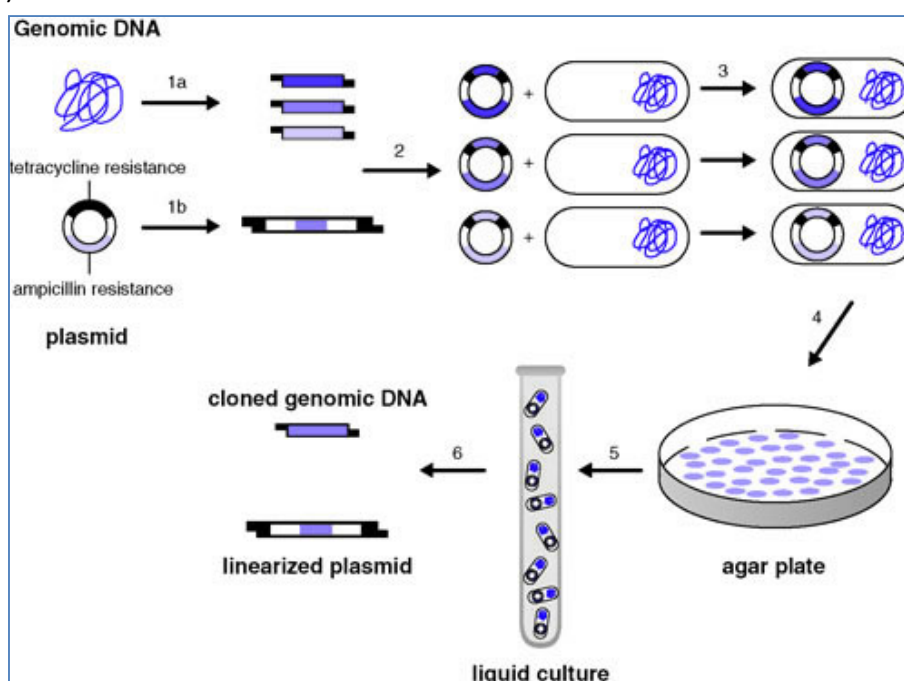 Genomic DNA
1a
2
3
tetracycline resistance
1b
ampicillin resistance
plasmid
4
cloned genomic DNA
6
5
linearized plasmid
agar plate
liquid culture
+
+
+